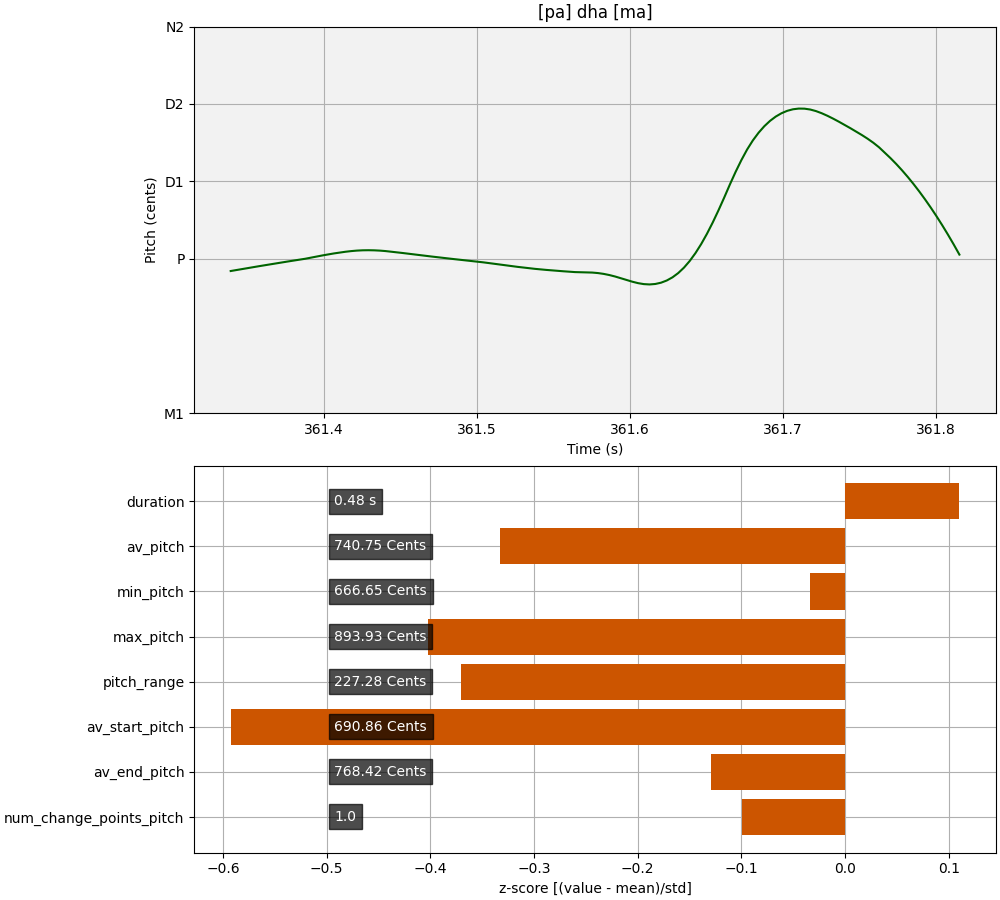 [pa] dha [ma]
N2
D2
D1
P
M1
Pitch (cents)
361.4 361.5 361.6 361.7 361.8
Time (s)
duration 0.48 s
av_pitch 740.75 Cents
min_pitch 666.65 Cents
max_pitch 893.93 Cents
pitch_range 227.28 Cents
av_start_pitch 690.86 Cents
av_end_pitch 768.42 Cents
num_change_points_pitch 1.0
−0.6 −0.5 −0.4 −0.3 −0.2 −0.1 0.0 0.1
z-score [(value - mean)/std]